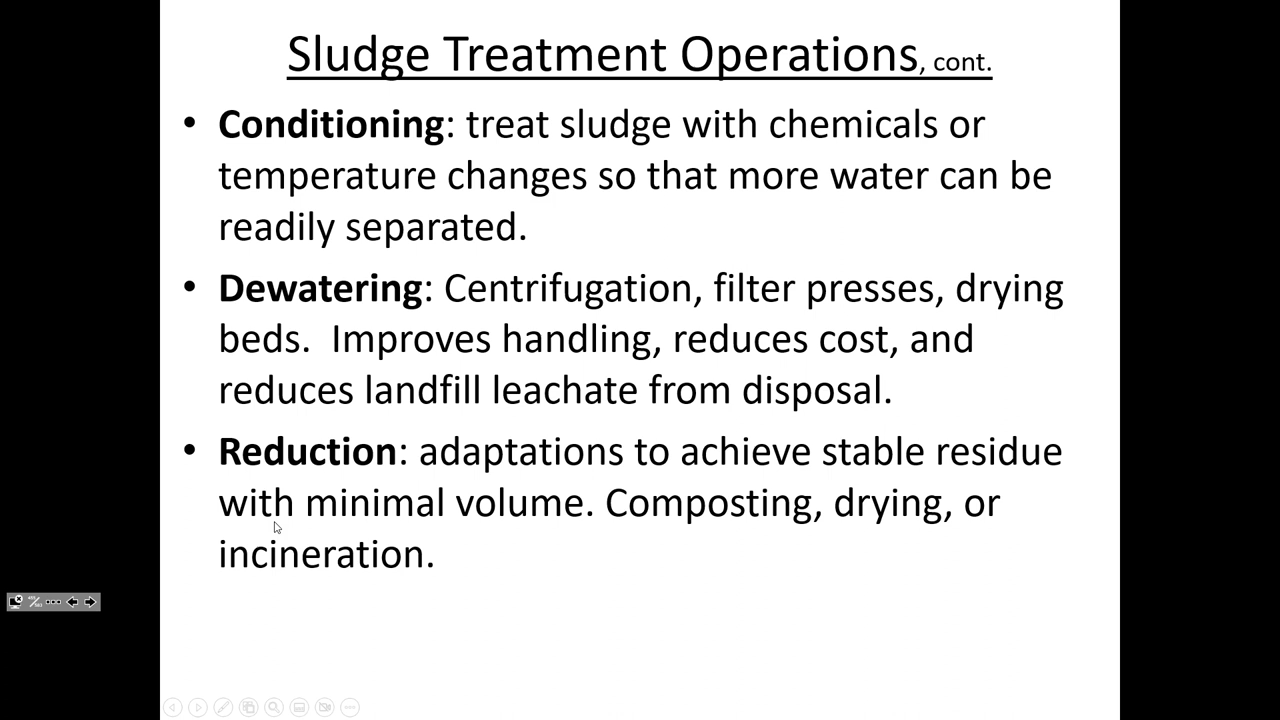 Sludge Treatment Operations, cont.
• Conditioning: treat sludge with chemicals or
temperature changes so that more water can be
readily separated.
• Dewatering: Centrifugation, filter presses, drying
beds.  Improves handling, reduces cost, and
reduces landfill leachate from disposal.
• Reduction: adaptations to achieve stable residue
with minimal volume. Composting, drying, or
incineration.